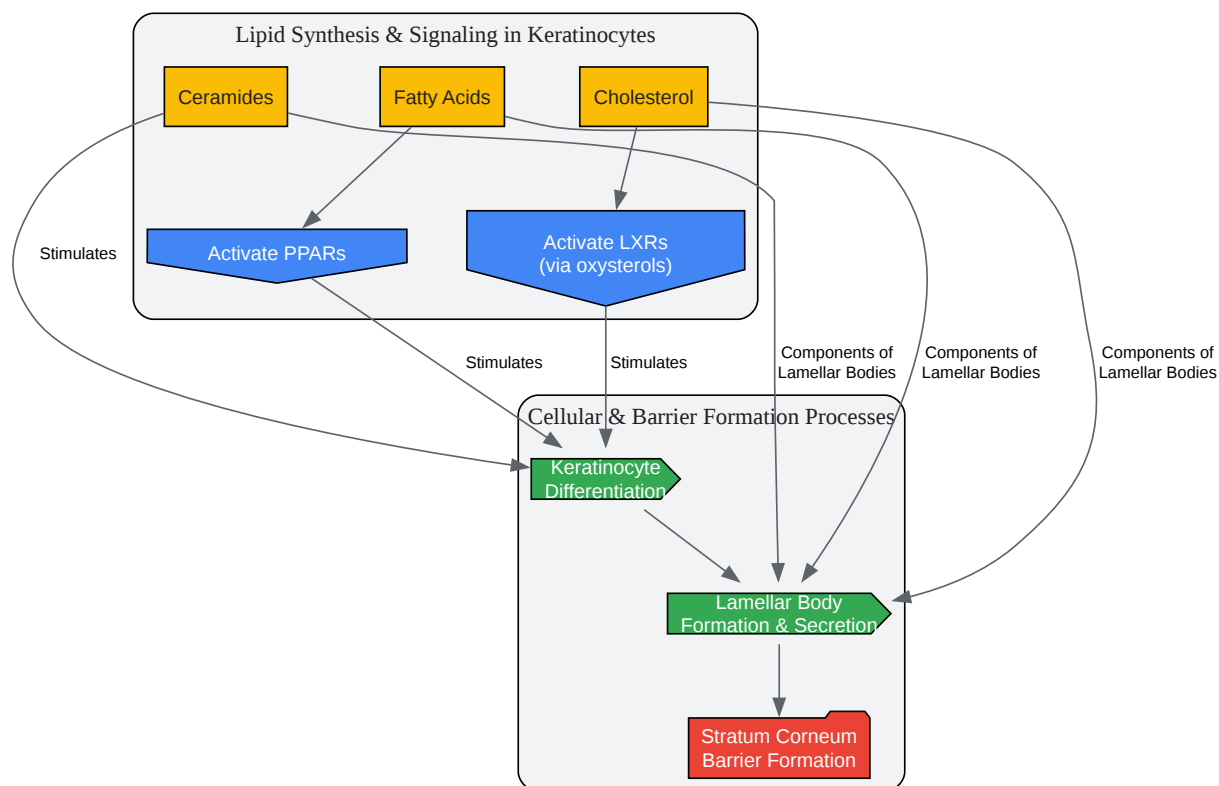 Lipid Synthesis & Signaling in Keratinocytes
Ceramides
Fatty Acids
Cholesterol
Stimulates
Activate PPARs
Activate LXRs
(via oxysterols)
Stimulates
Stimulates
Components of
Lamellar Bodies
Components of
Lamellar Bodies
Components of
Lamellar Bodies
Cellular & Barrier Formation Processes
Keratinocyte
Differentiation
Lamellar Body
Formation & Secretion
Stratum Corneum
Barrier Formation